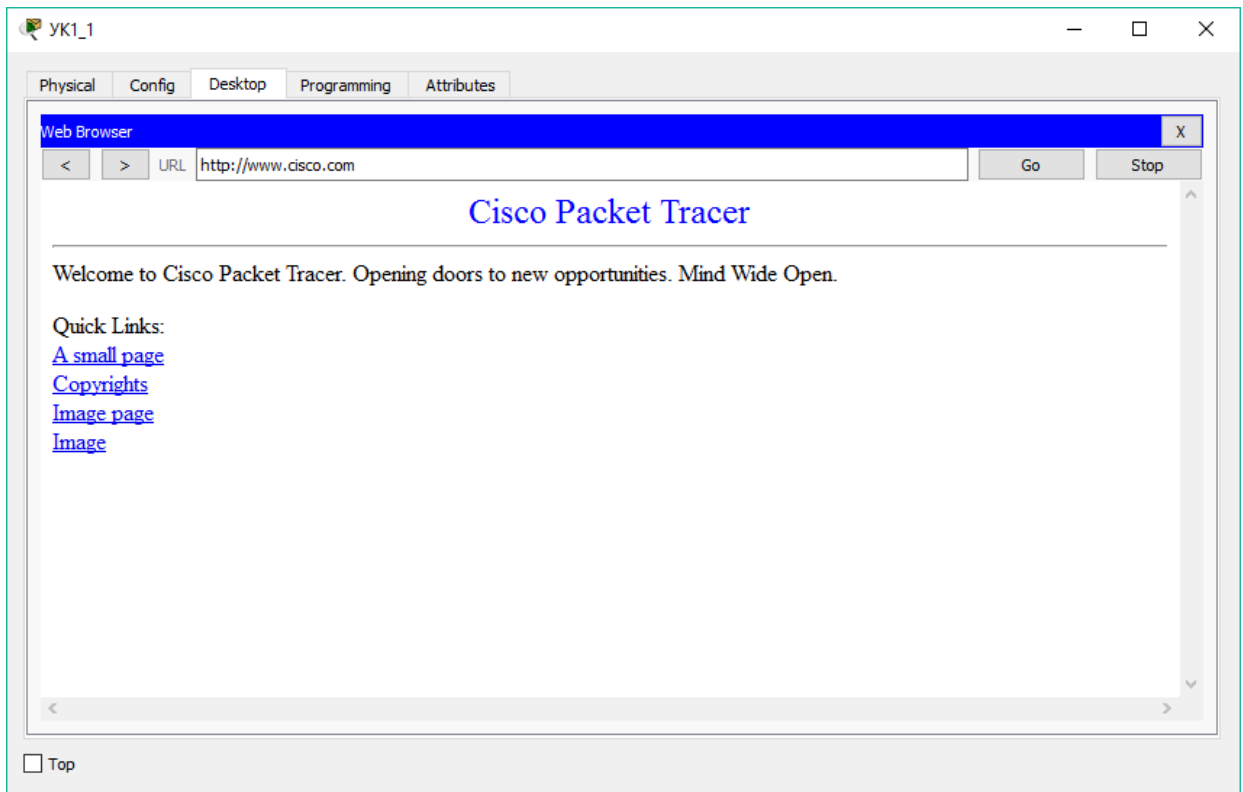 УК1_1
Physical Config Desktop Programming Attributes
Web Browser X
< > URL http://www.cisco.com Go Stop
Cisco Packet Tracer
Welcome to Cisco Packet Tracer. Opening doors to new opportunities. Mind Wide Open.
Quick Links:
A small page
Copyrights
Image page
Image
Top